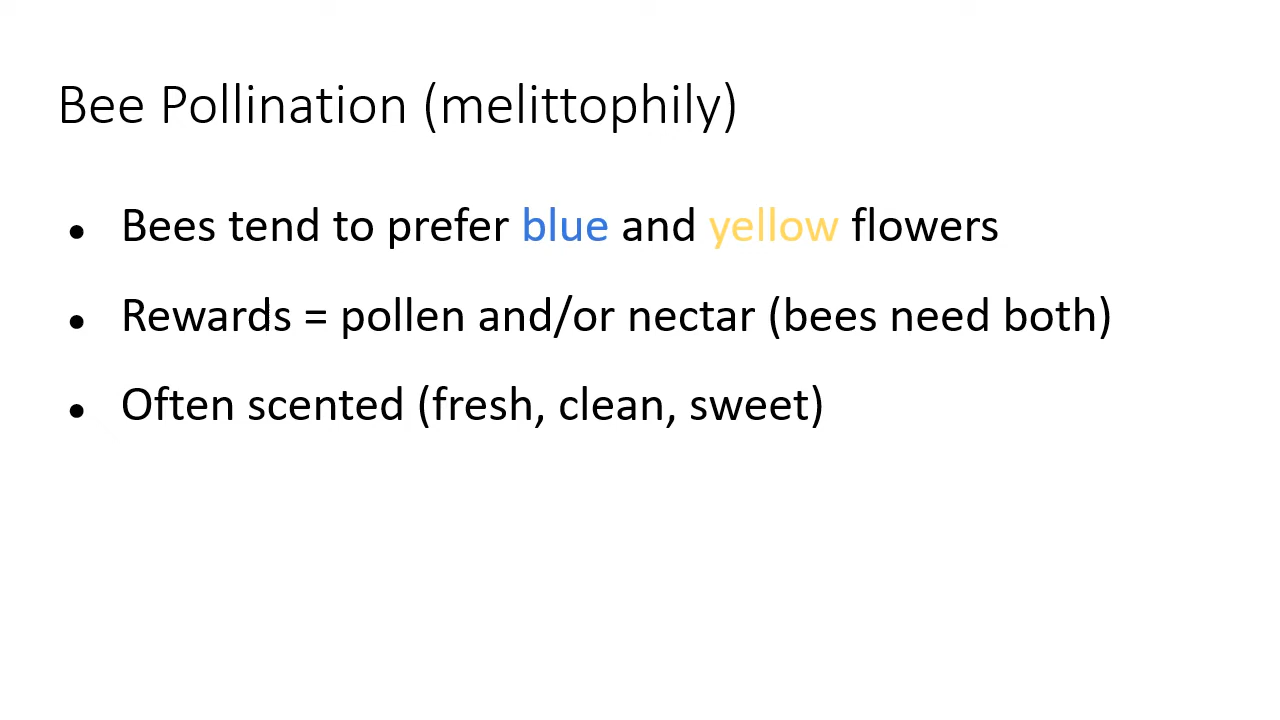 Bee Pollination (melittophily)
● Bees tend to prefer blue and yellow flowers
● Rewards = pollen and/or nectar (bees need both)
● Often scented (fresh, clean, sweet)